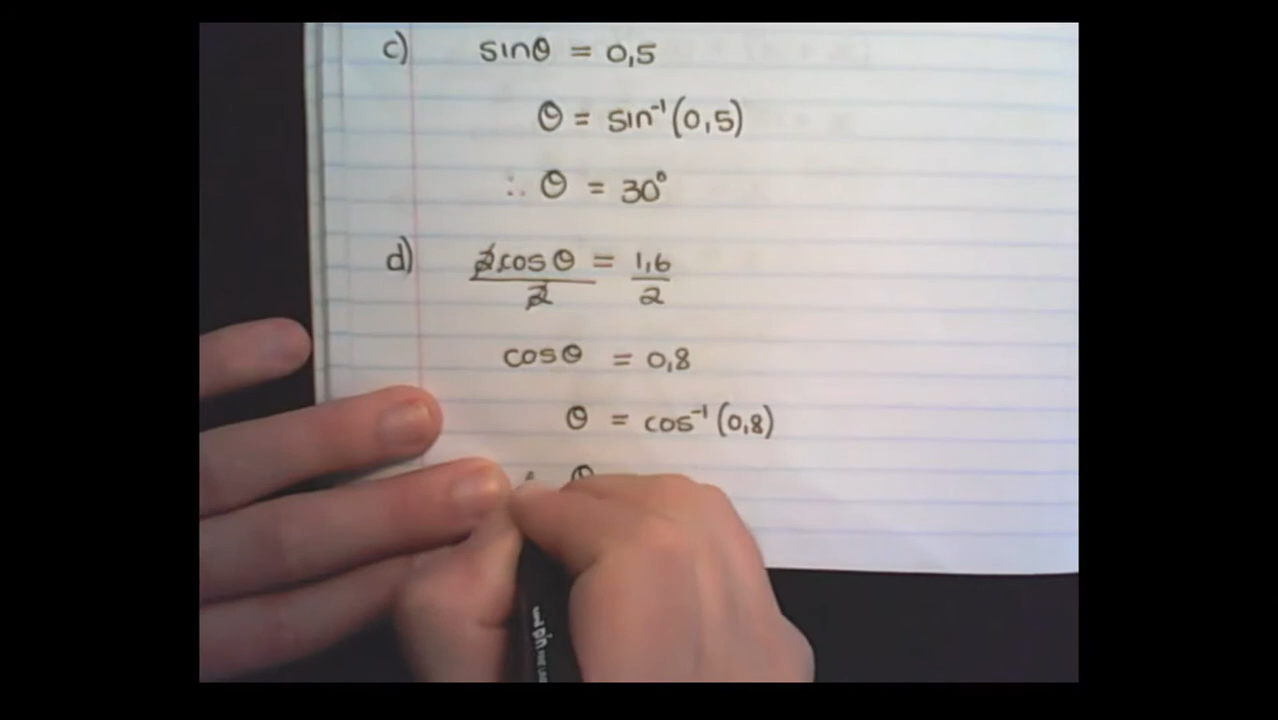 c) sinθ = 0,5
θ = sin⁻¹(0,5)
∴ θ = 30°
d) 2cosθ/2 = 1,6/2
cosθ = 0,8
θ = cos⁻¹(0,8)
θ